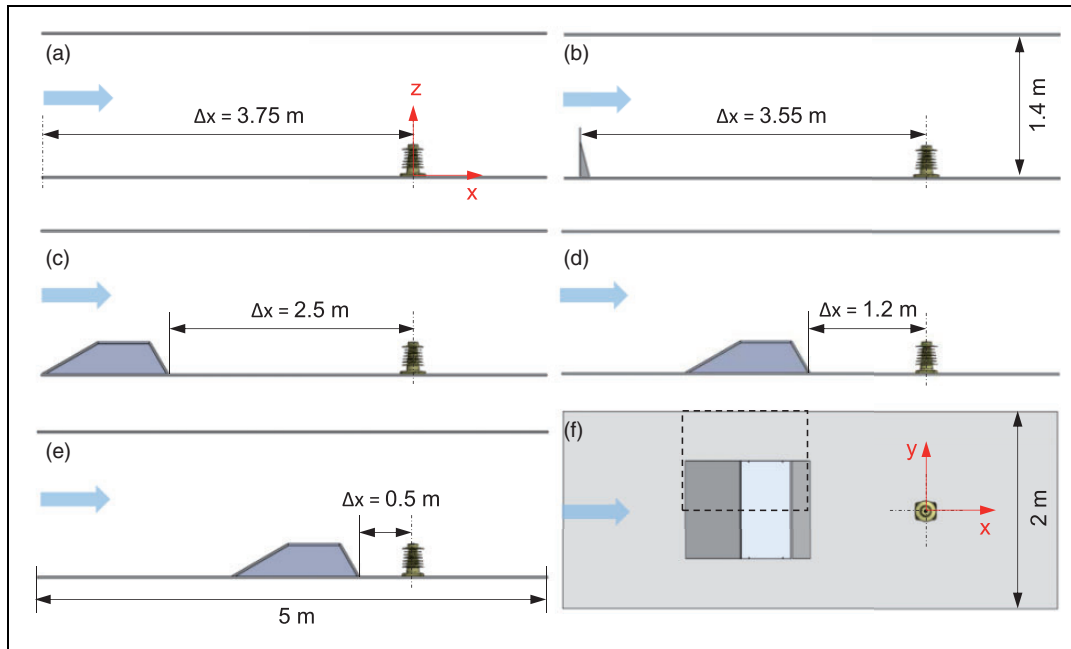 (a)
Δx = 3.75 m
z
x
(b)
Δx = 3.55 m
1.4 m
(c)
Δx = 2.5 m
(d)
Δx = 1.2 m
(e)
Δx = 0.5 m
5 m
(f)
y
x
2 m